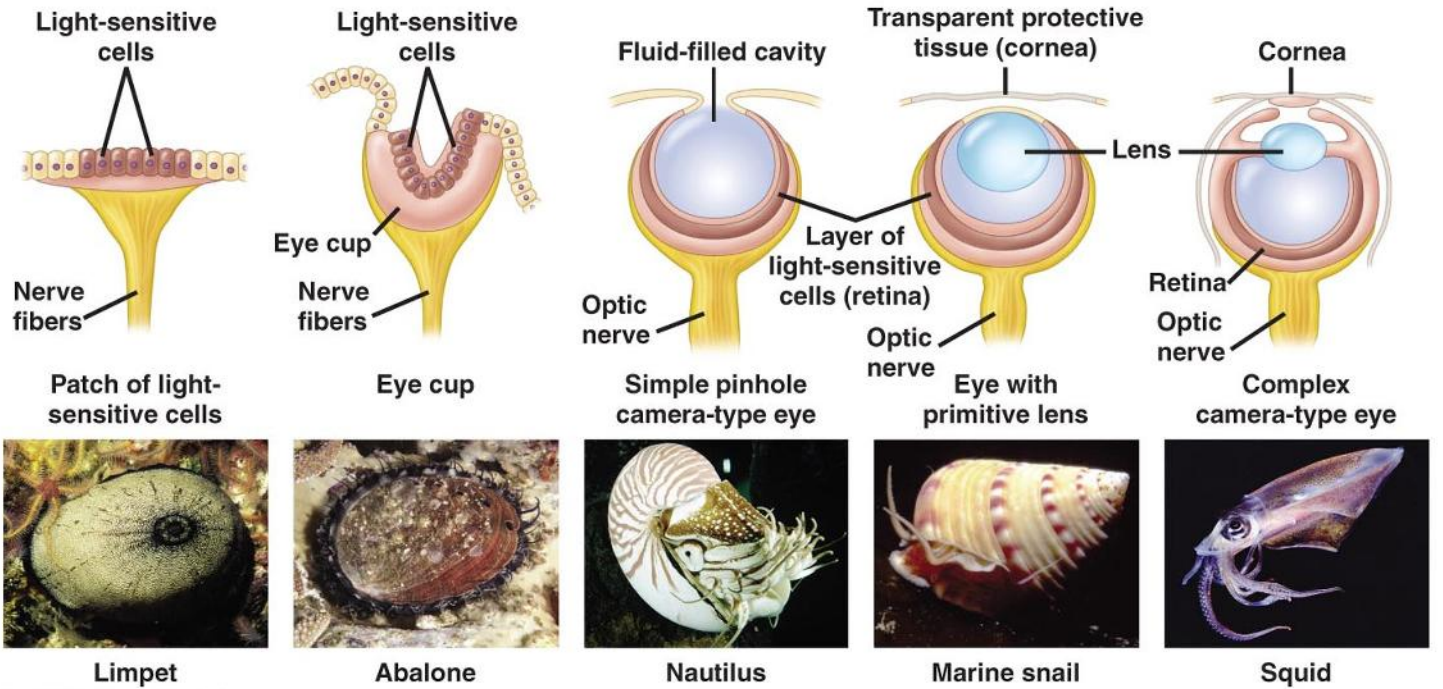 Light-sensitive
cells
Light-sensitive
cells
Fluid-filled cavity
Transparent protective
tissue (cornea)
Cornea
Lens
Eye cup
Layer of
light-sensitive
cells (retina)
Retina
Nerve
fibers
Nerve
fibers
Optic
nerve
Optic
nerve
Optic
nerve
Patch of light-
sensitive cells
Eye cup
Simple pinhole
camera-type eye
Eye with
primitive lens
Complex
camera-type eye
Limpet
Abalone
Nautilus
Marine snail
Squid